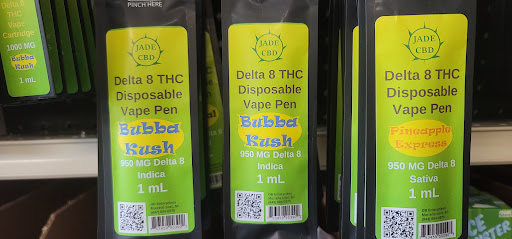 Delta 8 THC
Vape
Cartridge
1000 MG
Bubba
Kush
1 mL
PINCH HERE
JADE
CBD
Delta 8 THC
Disposable
Vape Pen
Bubba
Kush
950 MG Delta 8
Indica
1 mL
JADE
CBD
Delta 8 THC
Disposable
Vape Pen
Bubba
Kush
950 MG Delta 8
Indica
1 mL
JADE
CBD
Delta 8 THC
Disposable
Vape Pen
Pineapple
Express
950 MG Delta 8
Sativa
1 mL